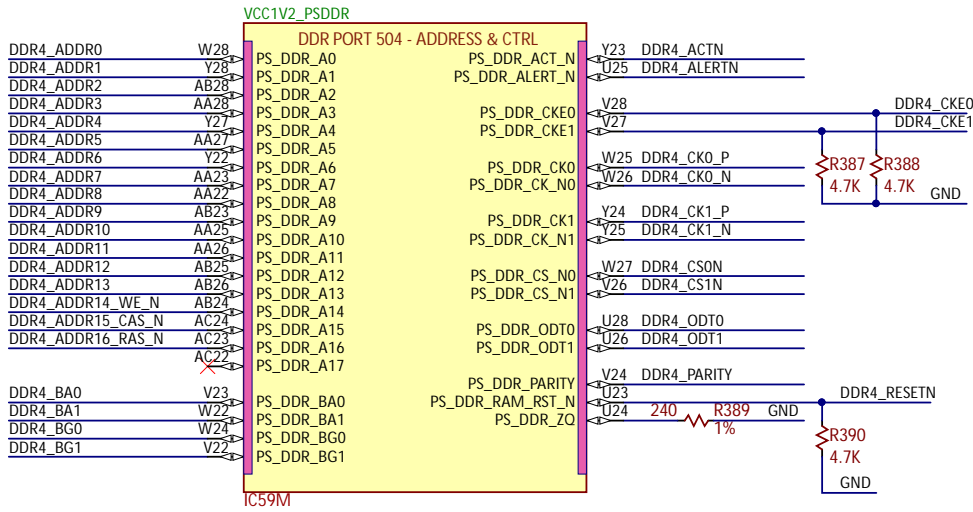 VCC1V2_PSDDR
DDR PORT 504 - ADDRESS & CTRL
DDR4_ADDR0 W28 PS_DDR_A0 PS_DDR_ACT_N Y23 DDR4_ACTN
DDR4_ADDR1 Y28 PS_DDR_A1 PS_DDR_ALERT_N U25 DDR4_ALERTN
DDR4_ADDR2 AB28 PS_DDR_A2
DDR4_ADDR3 AA28 PS_DDR_A3 PS_DDR_CKE0 V28 DDR4_CKE0
DDR4_ADDR4 Y27 PS_DDR_A4 PS_DDR_CKE1 V27 DDR4_CKE1
DDR4_ADDR5 AA27 PS_DDR_A5
DDR4_ADDR6 Y22 PS_DDR_A6 PS_DDR_CK0 W25 DDR4_CK0_P R387 R388
DDR4_ADDR7 AA23 PS_DDR_A7 PS_DDR_CK_N0 W26 DDR4_CK0_N 4.7K 4.7K
DDR4_ADDR8 AA22 PS_DDR_A8 GND
DDR4_ADDR9 AB23 PS_DDR_A9 PS_DDR_CK1 Y24 DDR4_CK1_P
DDR4_ADDR10 AA25 PS_DDR_A10 PS_DDR_CK_N1 Y25 DDR4_CK1_N
DDR4_ADDR11 AA26 PS_DDR_A11
DDR4_ADDR12 AB25 PS_DDR_A12 PS_DDR_CS_N0 W27 DDR4_CS0N
DDR4_ADDR13 AB26 PS_DDR_A13 PS_DDR_CS_N1 V26 DDR4_CS1N
DDR4_ADDR14_WE_N AB24 PS_DDR_A14
DDR4_ADDR15_CAS_N AC24 PS_DDR_A15 PS_DDR_ODT0 U28 DDR4_ODT0
DDR4_ADDR16_RAS_N AC23 PS_DDR_A16 PS_DDR_ODT1 U26 DDR4_ODT1
AC22 PS_DDR_A17
PS_DDR_PARITY V24 DDR4_PARITY
DDR4_BA0 V23 PS_DDR_BA0 PS_DDR_RAM_RST_N U23 DDR4_RESETN
DDR4_BA1 W22 PS_DDR_BA1 PS_DDR_ZQ U24 240 R389 GND
1%
DDR4_BG0 W24 PS_DDR_BG0 R390
DDR4_BG1 V22 PS_DDR_BG1 4.7K
GND
IC59M